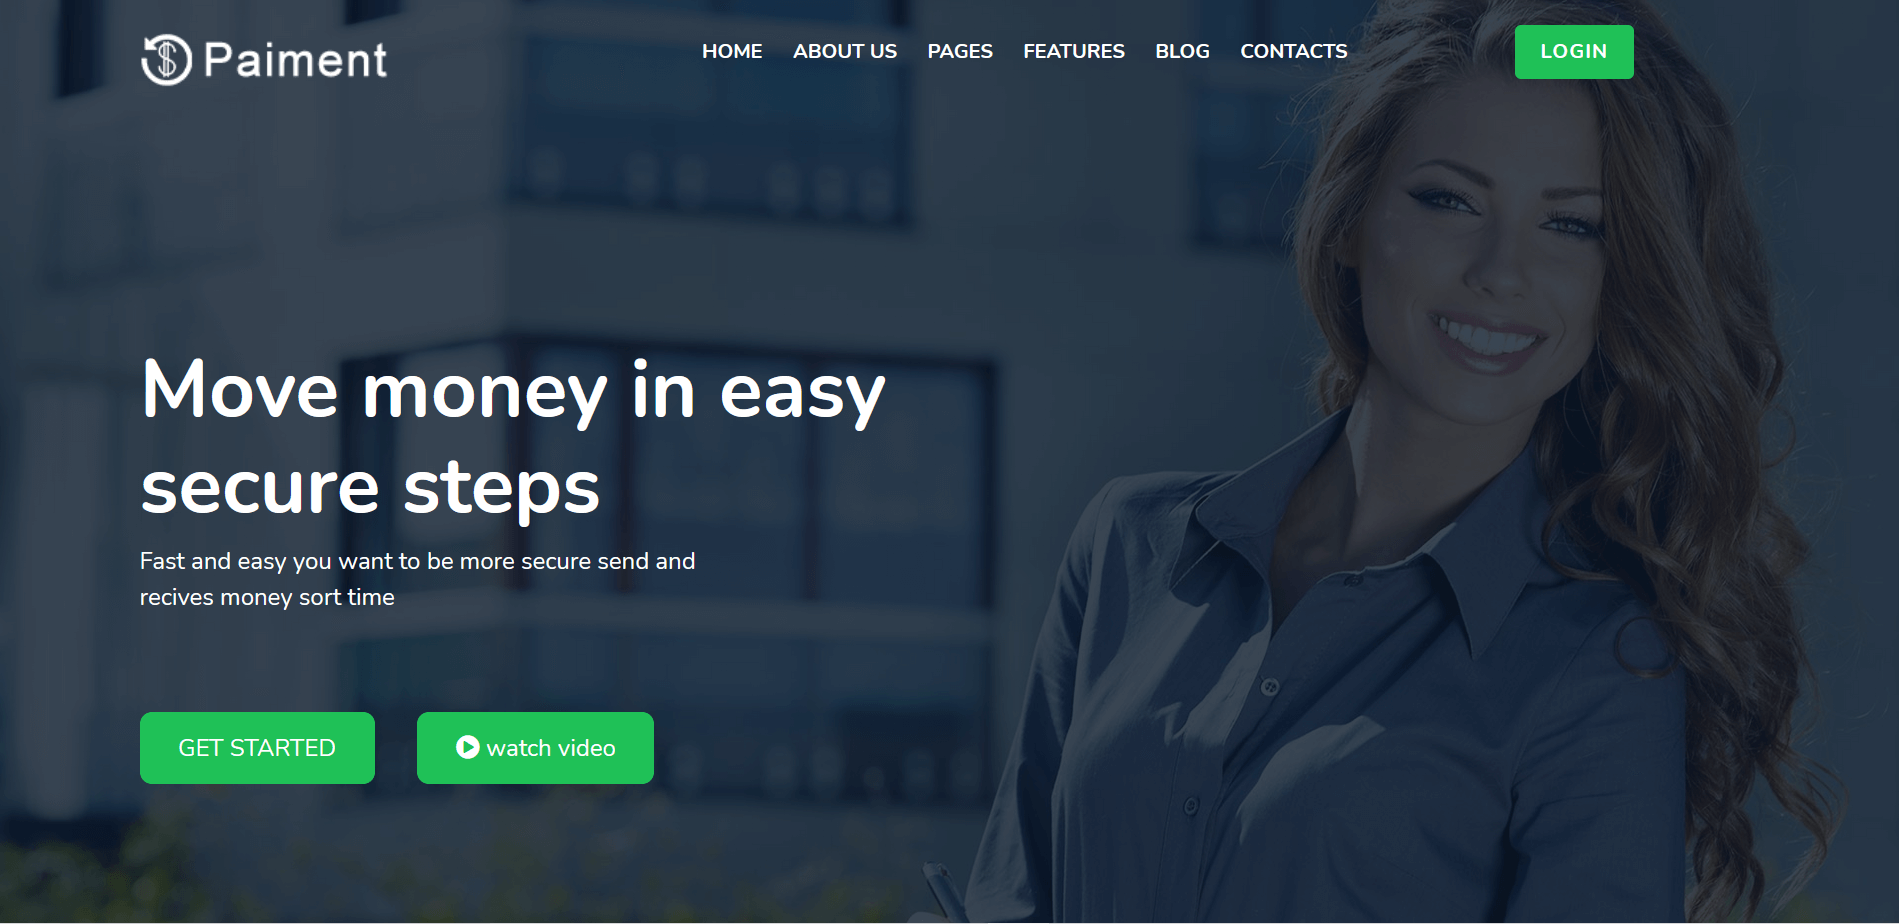 Paiment
HOME ABOUT US PAGES FEATURES BLOG CONTACTS
LOGIN
Move money in easy
secure steps
Fast and easy you want to be more secure send and
recives money sort time
GET STARTED
watch video